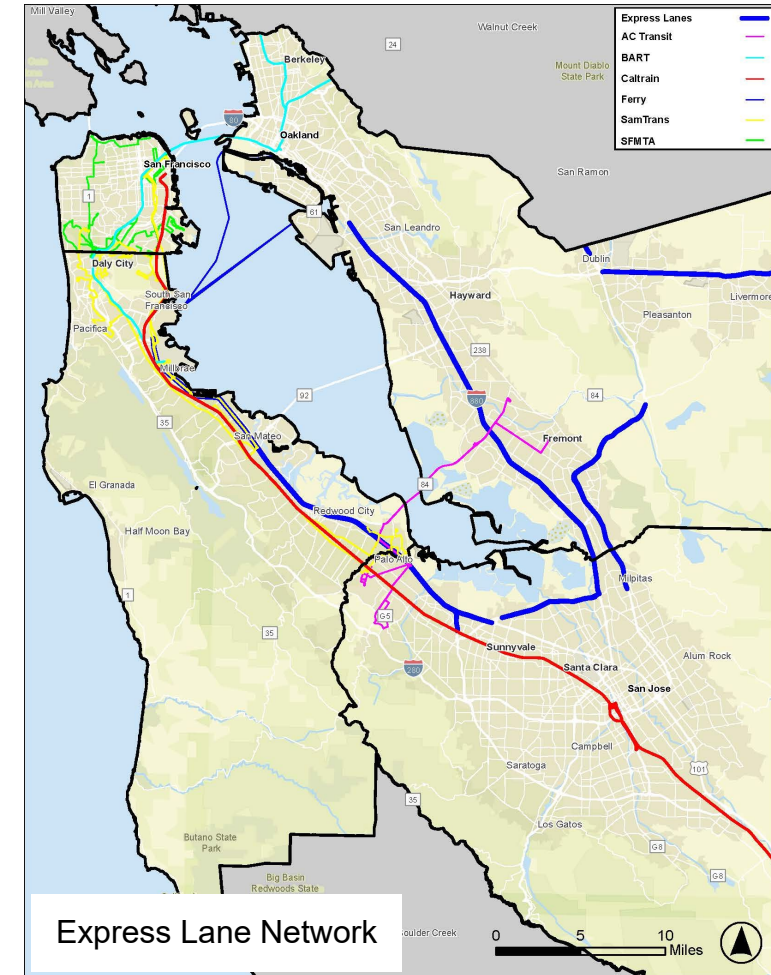 Mill Valley
Walnut Creek
24
Berkeley
Mount Diablo
State Park
Express Lanes
AC Transit
BART
Caltrain
Ferry
SamTrans
SFMTA
80
Oakland
San Francisco
San Ramon
1
61
San Leandro
Daly City
Dublin
South San
Francisco
Hayward
Livermore
Pleasanton
Pacifica
238
Millbrae
92
84
880
35
San Mateo
Fremont
El Granada
84
Redwood City
Half Moon Bay
Palo Alto
Milpitas
1
G5
35
Sunnyvale
Alum Rock
280
Santa Clara
San Jose
Campbell
Saratoga
101
35
Los Gatos
Butano State
Park
G8
G8
Big Basin
Redwoods State
Express Lane Network
oulder Creek
0 5 10
Miles